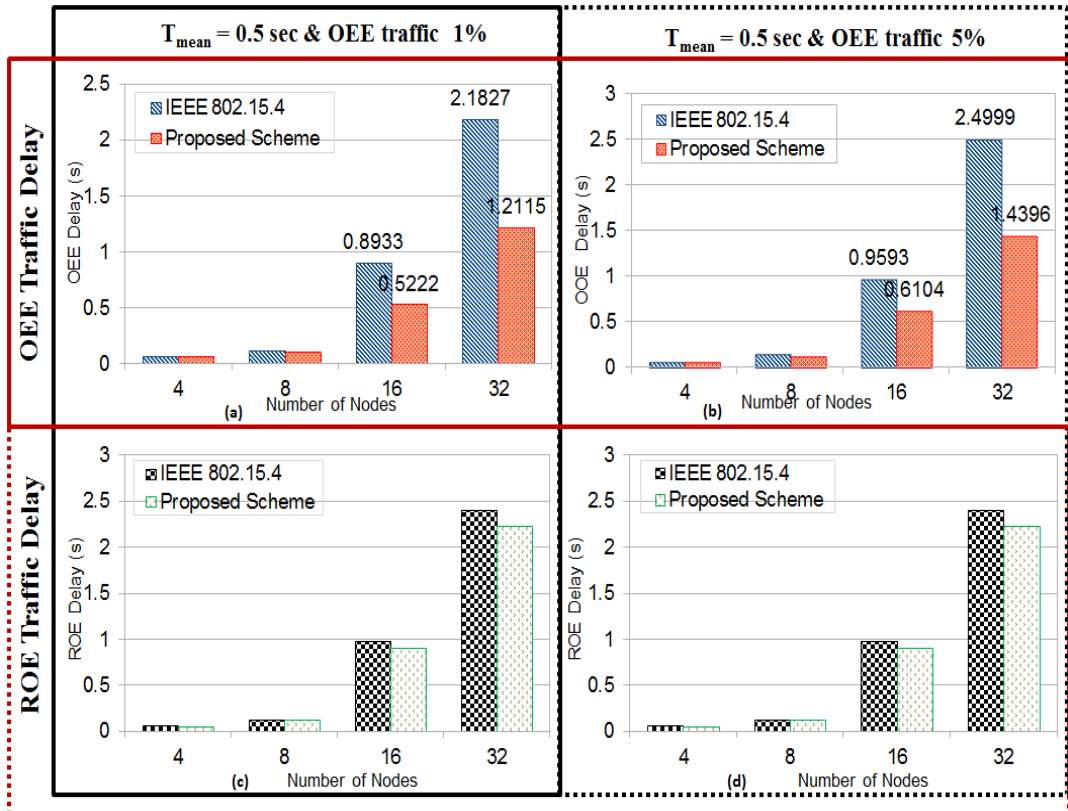 T_mean = 0.5 sec & OEE traffic 1%
T_mean = 0.5 sec & OEE traffic 5%
OEE Traffic Delay
OEE Delay (s)
2.5
2
1.5
1
0.5
0
IEEE 802.15.4
Proposed Scheme
0.8933
0.5222
2.1827
1.2115
4
8
16
32
(a)
Number of Nodes
OOE Delay (s)
3
2.5
2
1.5
1
0.5
0
IEEE 802.15.4
Proposed Scheme
0.9593
0.6104
2.4999
1.4396
4
8
16
32
(b)
Number of Nodes
ROE Traffic Delay
ROE Delay (s)
3
2.5
2
1.5
1
0.5
0
IEEE 802.15.4
Proposed Scheme
4
8
16
32
(c)
Number of Nodes
ROE Delay (s)
3
2.5
2
1.5
1
0.5
0
IEEE 802.15.4
Proposed Scheme
4
8
16
32
(d)
Number of Nodes